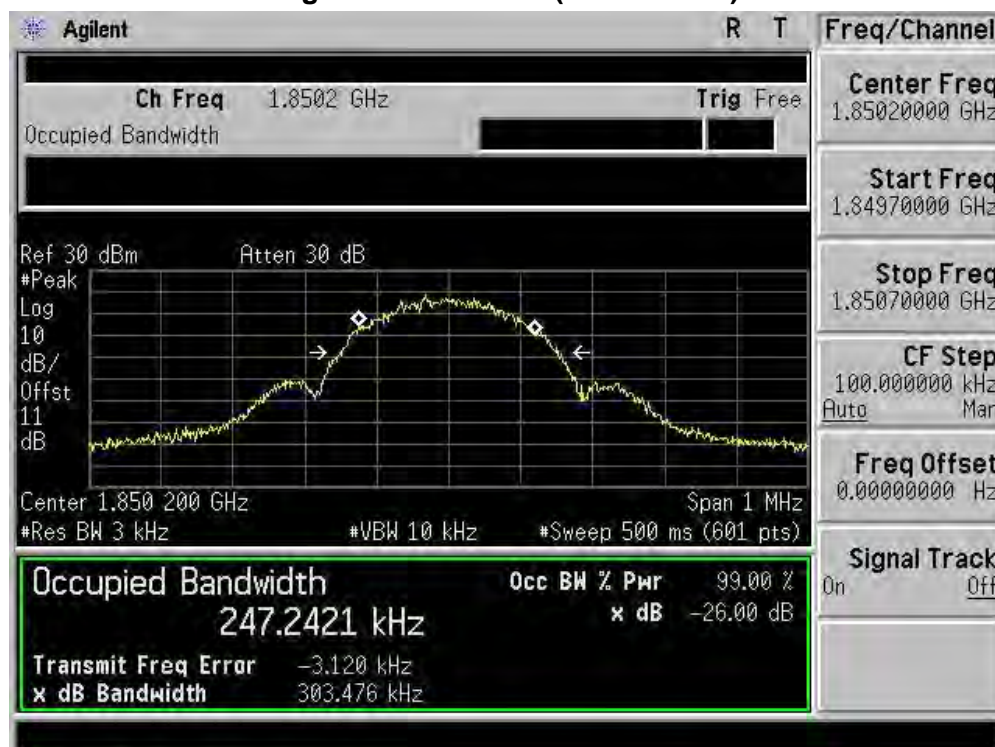 Agilent R T
Freq/Channel
Ch Freq 1.8502 GHz Trig Free
Occupied Bandwidth
Center Freq
1.85020000 GHz
Start Freq
1.84970000 GHz
Stop Freq
1.85070000 GHz
CF Step
100.000000 kHz
Auto Man
Freq Offset
0.00000000 Hz
Signal Track
On Off
Ref 30 dBm Atten 30 dB
#Peak
Log
10
dB/
Offst
11
dB
Center 1.850 200 GHz Span 1 MHz
#Res BW 3 kHz #VBW 10 kHz #Sweep 500 ms (601 pts)
Occupied Bandwidth
247.2421 kHz
Occ BW % Pwr 99.00 %
x dB -26.00 dB
Transmit Freq Error -3.120 kHz
x dB Bandwidth 303.476 kHz